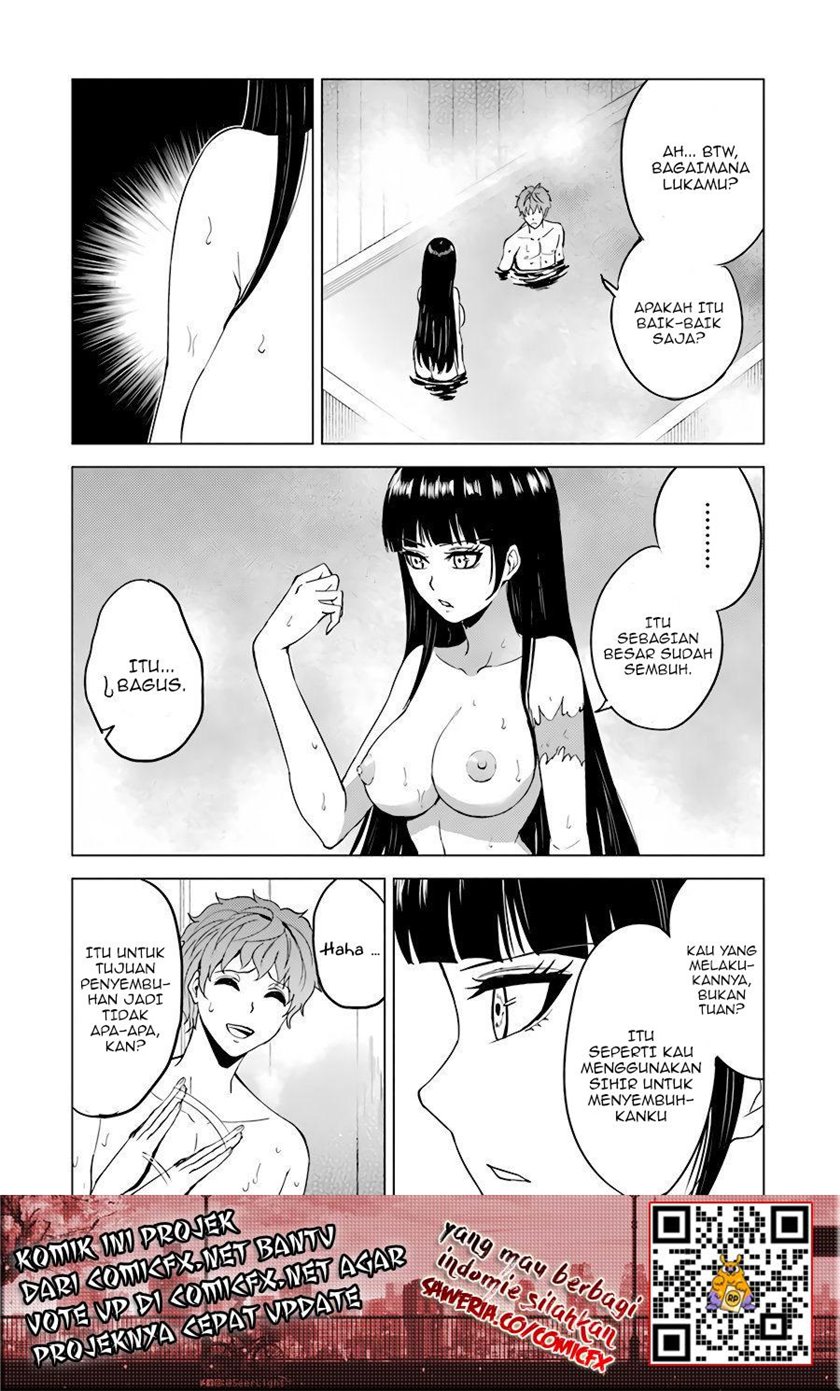 AH... BTW,
BAGAIMANA
LUKAMU?
APAKAH ITU
BAIK-BAIK
SAJA?
........
ITU
SEBAGIAN
BESAR SUDAH
SEMBUH.
ITU...
BAGUS.
KAU YANG
MELAKU-
KANNYA,
BUKAN
TUAN?
ITU
SEPERTI KAU
MENGGUNAKAN
SIHIR UNTUK
MENYEMBUH-
KANKU
Haha ...
ITU UNTUK
TUJUAN
PENYEMBU-
HAN JADI
TIDAK
APA-APA,
KAN?
KOMIK INI PROJEK
DARI COMICFX.NET BANTU
VOTE UP DI COMICFX.NET AGAR
PROJEKNYA CEPAT UPDATE
yang mau berbagi
indomie silahkan
SAWERIA.CO/COMICFX
RP